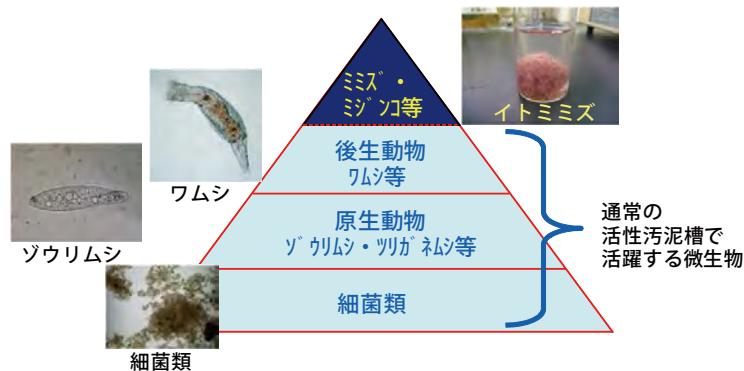 ﾐﾐｽﾞ・
ﾐｼﾞﾝｺ等
イトミミズ
後生動物
ﾜﾑｼ等
ワムシ
原生動物
ｿﾞｳﾘﾑｼ・ﾂﾘｶﾞﾈﾑｼ等
ゾウリムシ
細菌類
細菌類
通常の
活性汚泥槽で
活躍する微生物